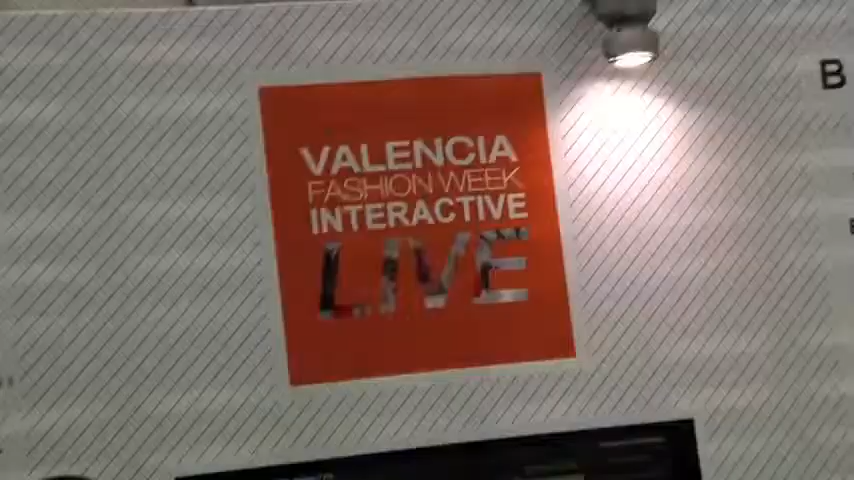 VALENCIA
FASHION WEEK
INTERACTIVE
LIVE
B